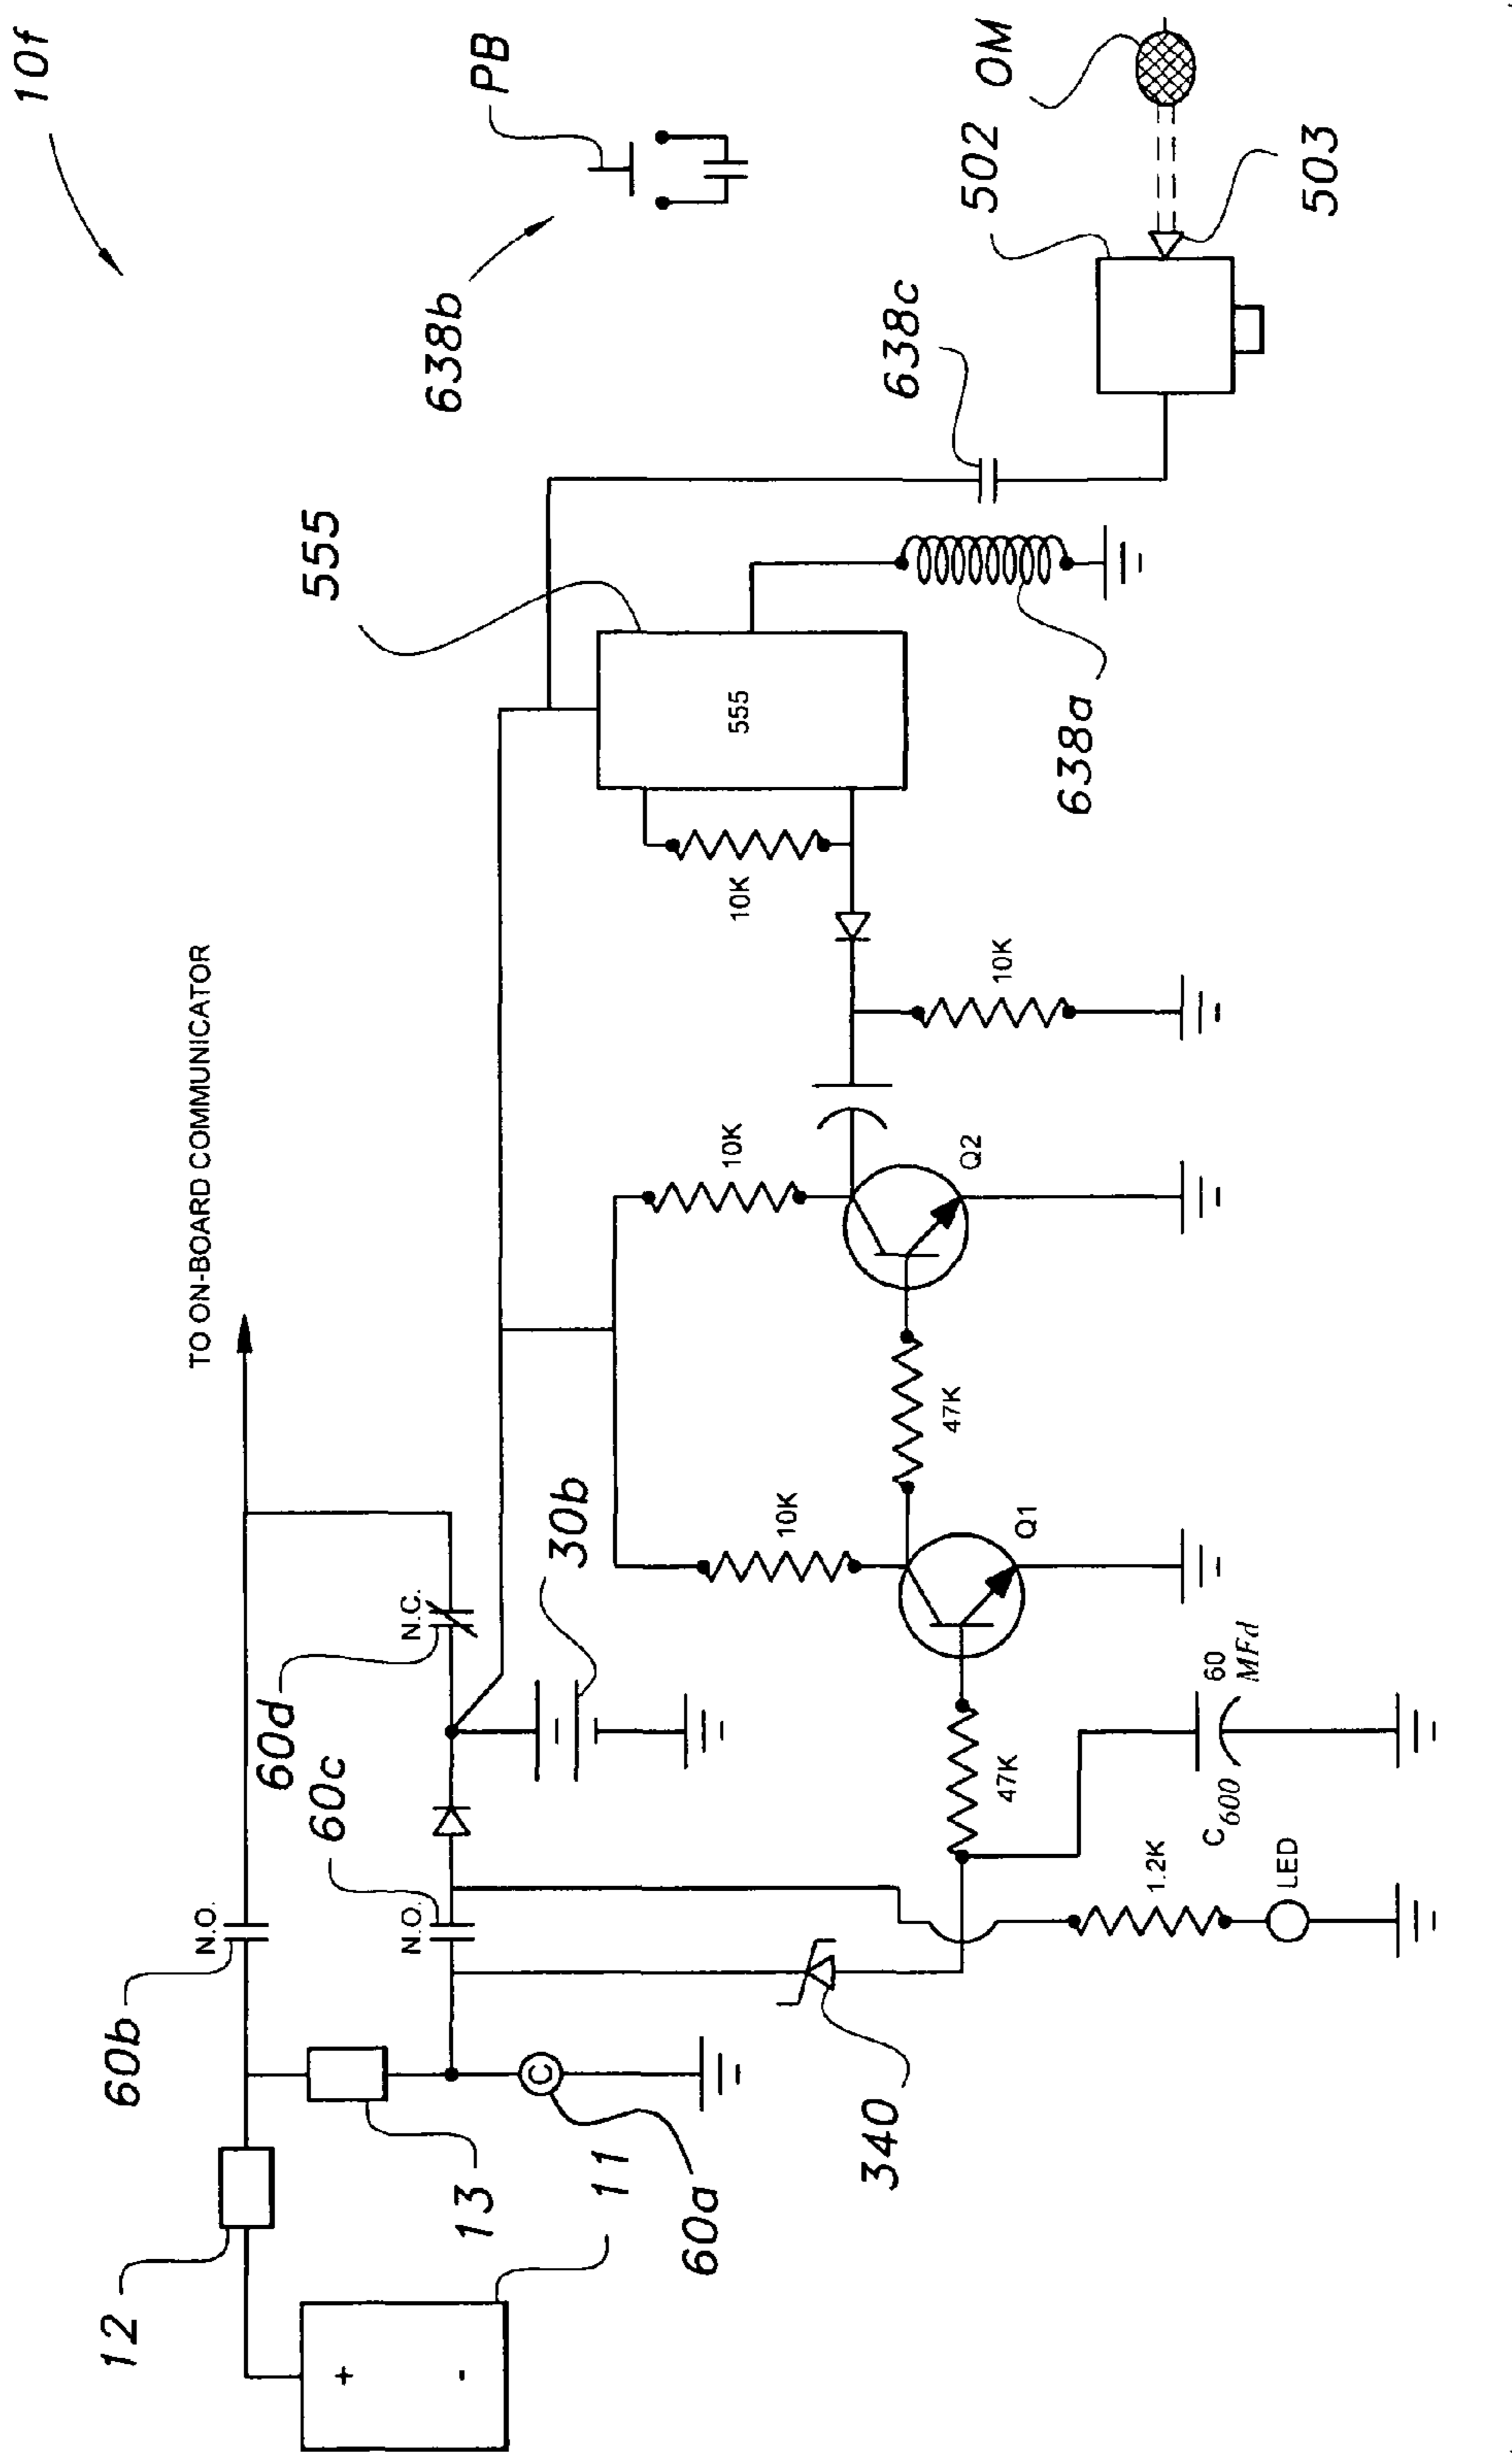 10f
PB
638b
OM
502
503
638c
555
555
638a
10K
10K
TO ON-BOARD COMMUNICATOR
10K
Q2
47K
10K
Q1
47K
60
MFd
C600
1.2K
LED
30b
N.C.
60d
60c
N.O.
N.O.
60b
340
13
12
11
60a
C
+
-